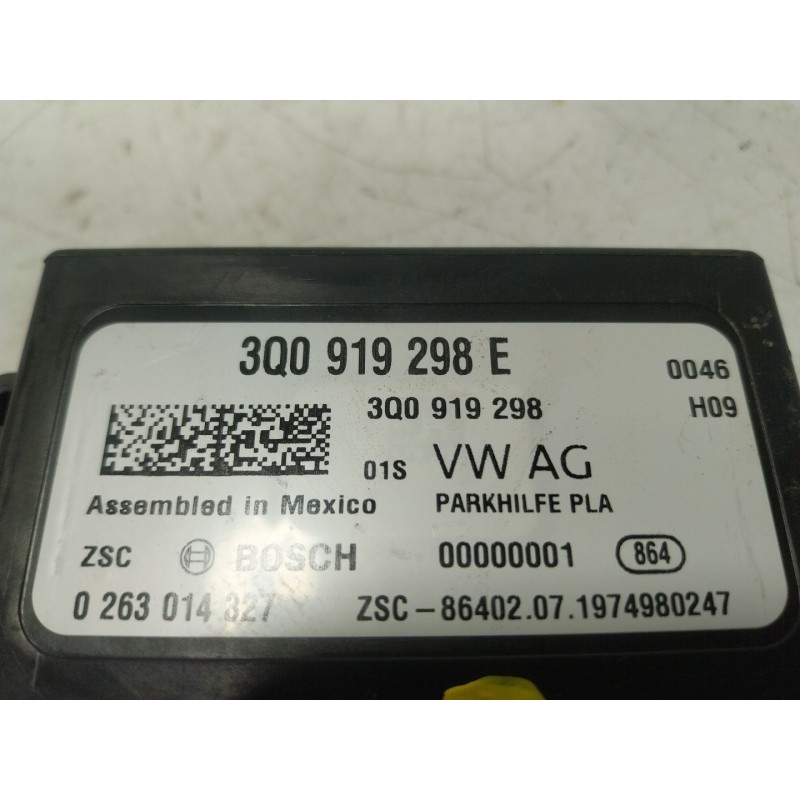 3Q0 919 298 E
0046
3Q0 919 298
H09
01S VW AG
Assembled in Mexico
PARKHILFE PLA
ZSC BOSCH
00000001
864
0 263 014 327
ZSC-86402.07.1974980247